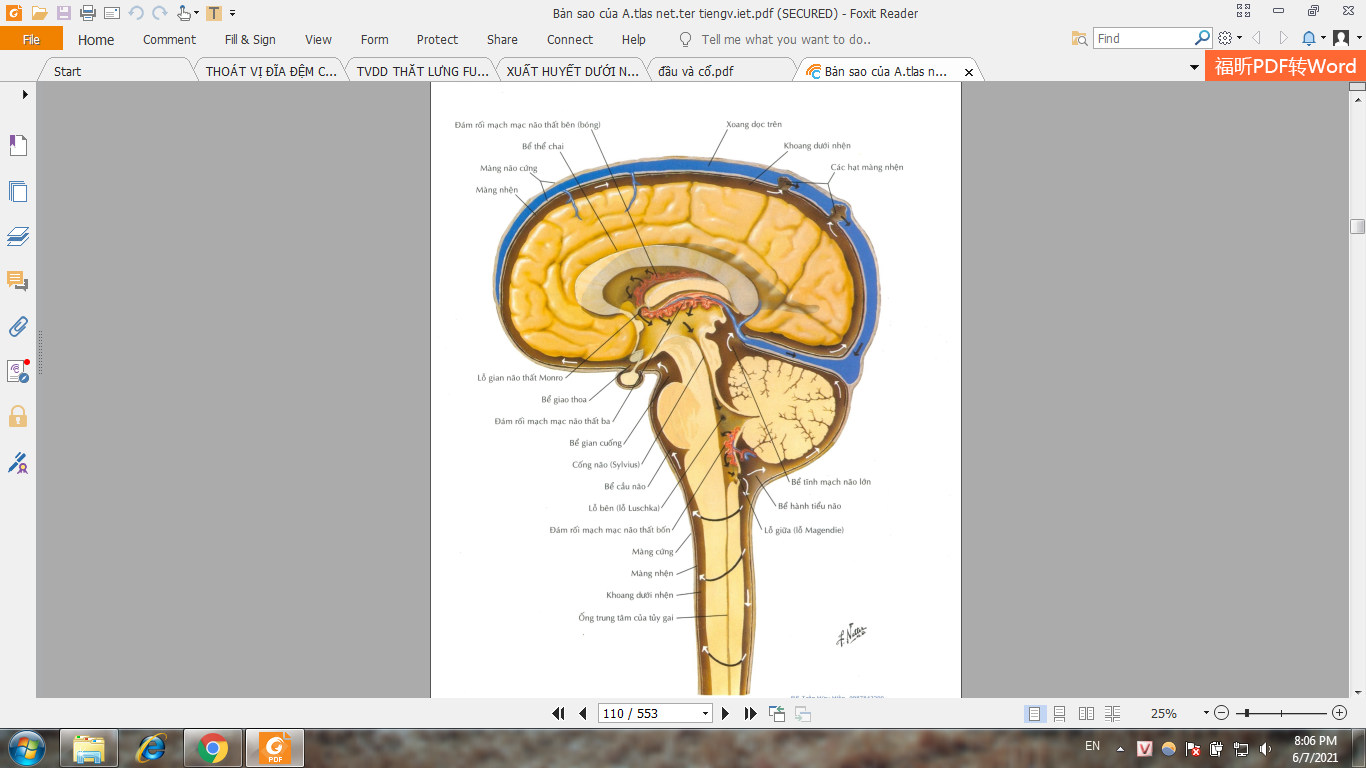 Bản sao của A.tlas net.ter tiengv.iet.pdf (SECURED) - Foxit Reader
File Home Comment Fill & Sign View Form Protect Share Connect Help Tell me what you want to do.. Find
Start THOÁT VỊ ĐĨA ĐỆM C... TVDD THẮT LƯNG FU... XUẤT HUYẾT DƯỚI N... đầu và cổ.pdf Bản sao của A.tlas n... 福昕PDF转Word
Đám rối mạch mạc não thất bên (bóng)
Xoang dọc trên
Bể thể chai
Khoang dưới nhện
Màng não cứng
Các hạt màng nhện
Màng nhện
Lỗ gian não thất Monro
Bể giao thoa
Đám rối mạch mạc não thất ba
Bể gian cuống
Cống não (Sylvius)
Bể cầu não
Bể tĩnh mạch não lớn
Lỗ bên (lỗ Luschka)
Bể hành tiểu não
Đám rối mạch mạc não thất bốn
Lỗ giữa (lỗ Magendie)
Màng cứng
Màng nhện
Khoang dưới nhện
Ống trung tâm của tủy gai
F. Netter
110 / 553
25%
EN
8:06 PM
6/7/2021
PDF